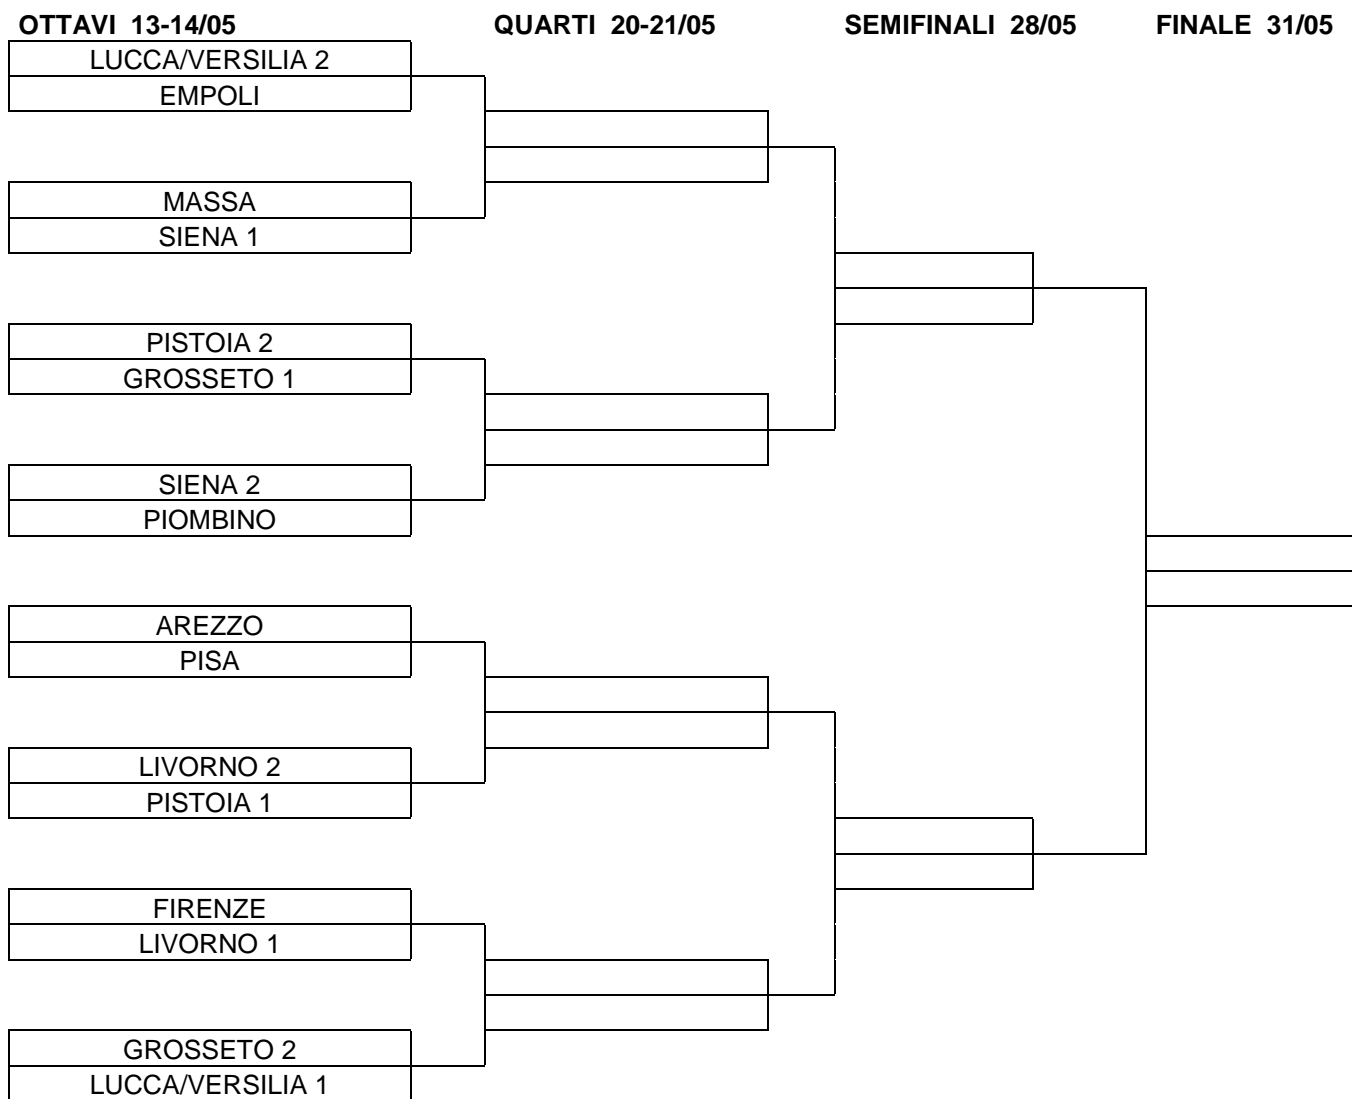 OTTAVI 13-14/05 QUARTI 20-21/05 SEMIFINALI 28/05 FINALE 31/05
LUCCA/VERSILIA 2
EMPOLI
MASSA
SIENA 1
PISTOIA 2
GROSSETO 1
SIENA 2
PIOMBINO
AREZZO
PISA
LIVORNO 2
PISTOIA 1
FIRENZE
LIVORNO 1
GROSSETO 2
LUCCA/VERSILIA 1